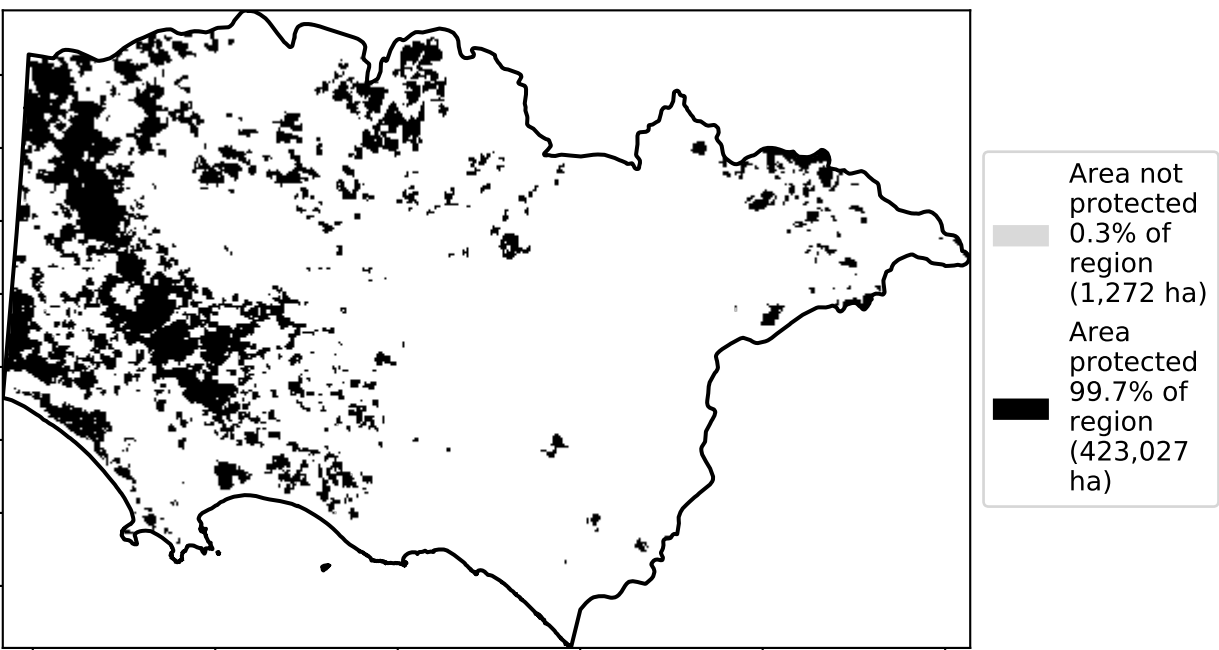 Area not
protected
0.3% of
region
(1,272 ha)
Area
protected
99.7% of
region
(423,027
ha)